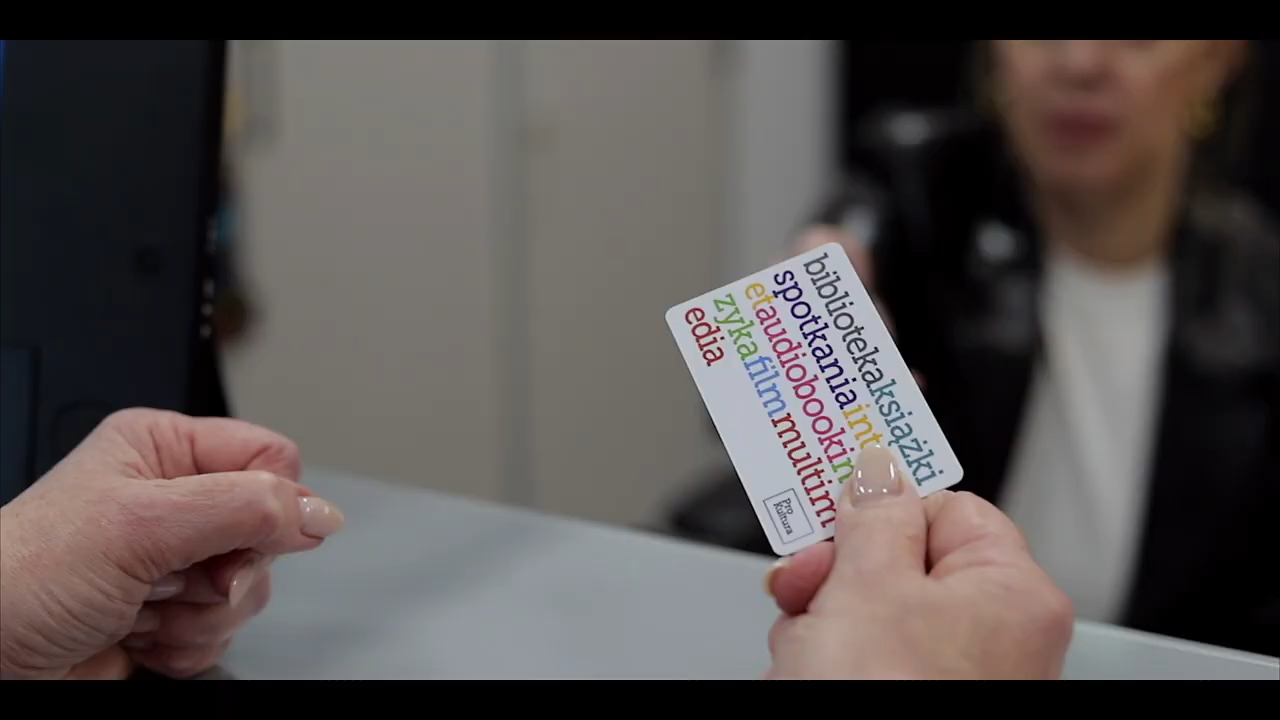 bibliotekaksiążki
spotkaniaint
etaudiobookin
zykafilmmultim
edia
Pro
Kultura